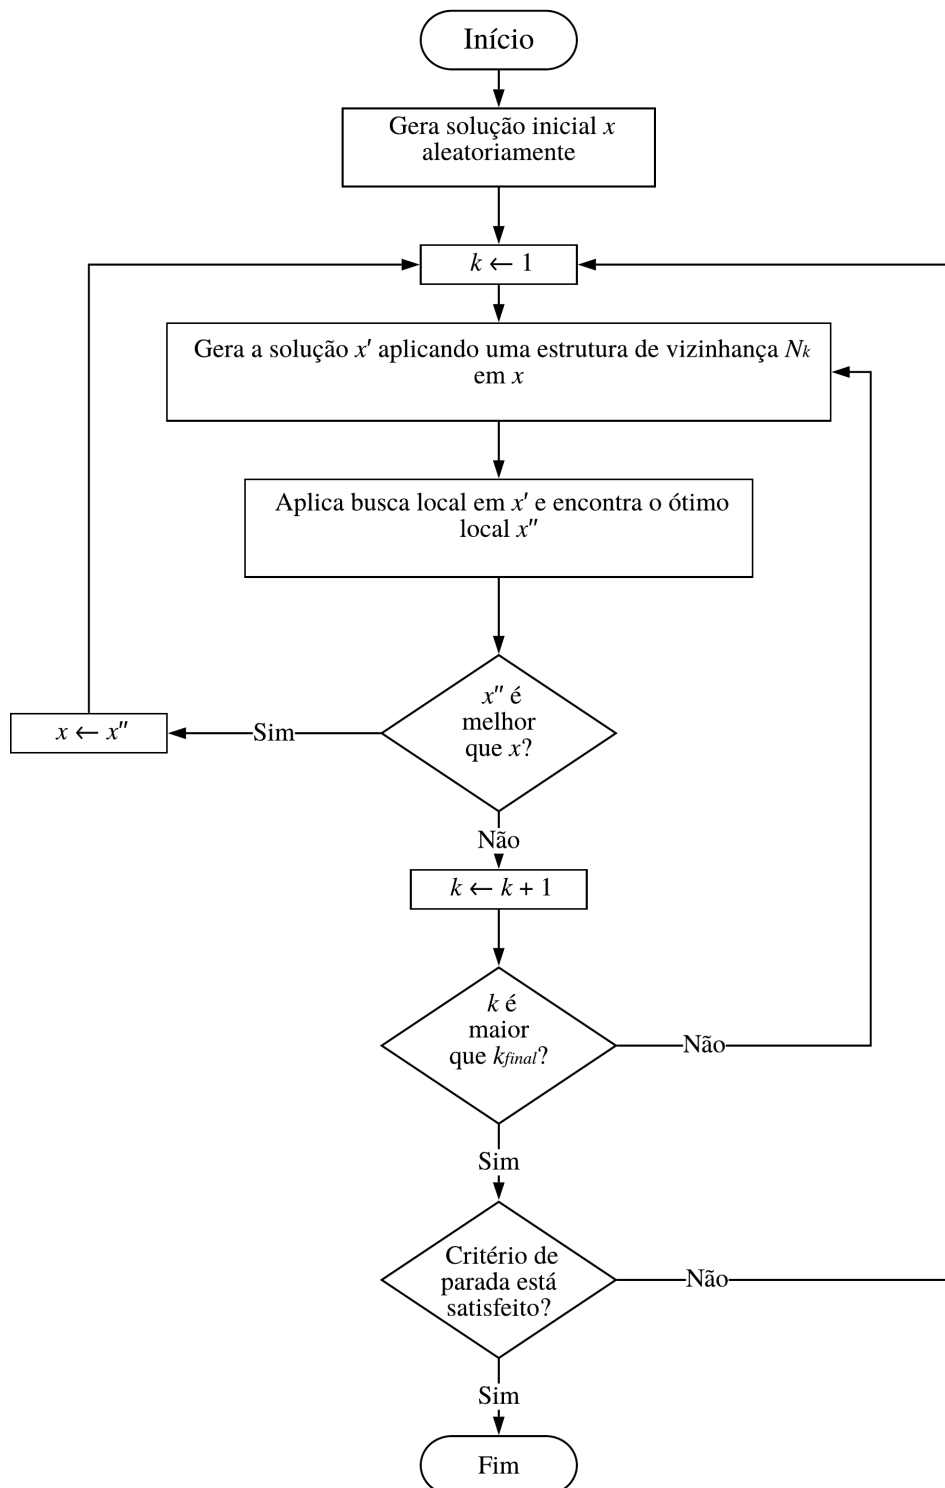 Início
Gera solução inicial x
aleatoriamente
k ← 1
Gera a solução x′ aplicando uma estrutura de vizinhança Nk
em x
Aplica busca local em x′ e encontra o ótimo
local x″
x″ é
melhor
que x?
Sim
x ← x″
Não
k ← k + 1
k é
maior
que kfinal?
Não
Sim
Critério de
parada está
satisfeito?
Não
Sim
Fim